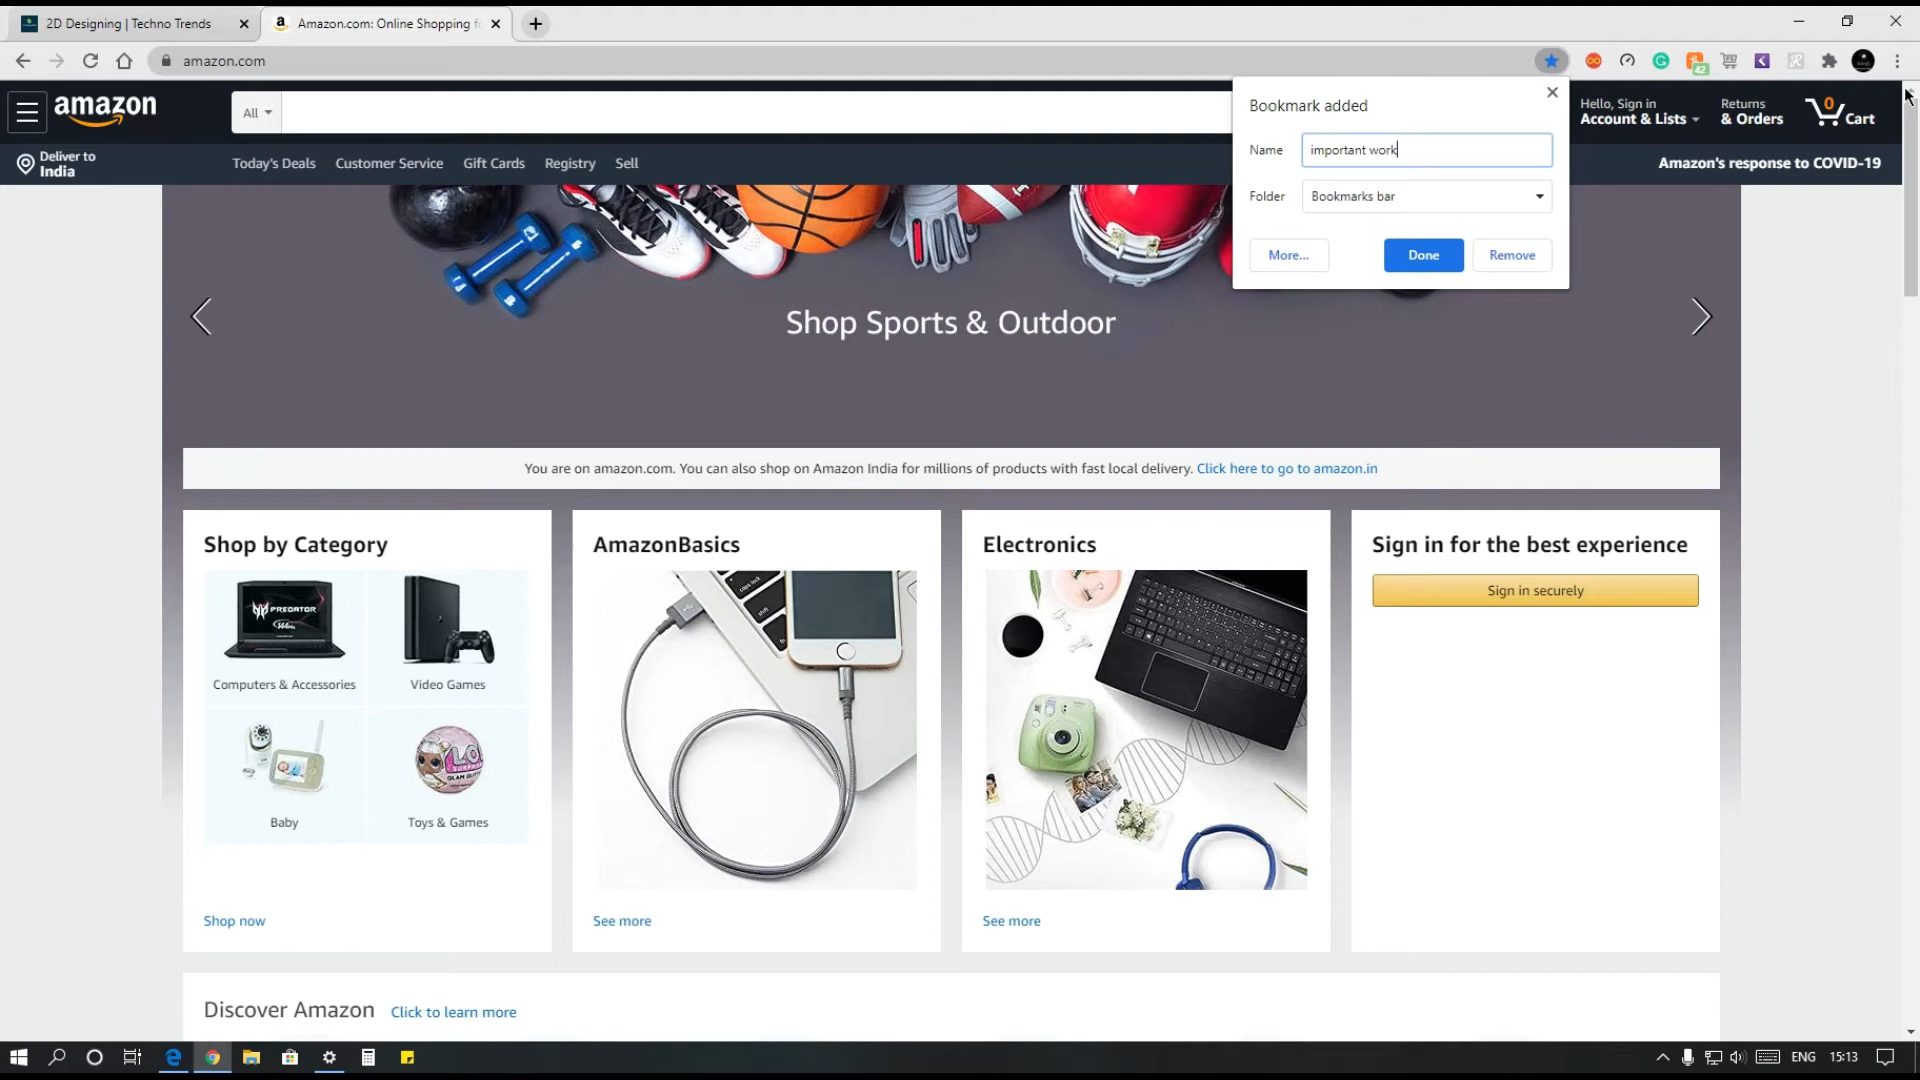 2D Designing | Techno Trends
Amazon.com: Online Shopping f
amazon.com
42
Bookmark added
Name
important work
Folder
Bookmarks bar
More...
Done
Remove
amazon
All
Hello, Sign in
Account & Lists
Returns
& Orders
0
Cart
Deliver to
India
Today's Deals
Customer Service
Gift Cards
Registry
Sell
Amazon's response to COVID-19
Shop Sports & Outdoor
You are on amazon.com. You can also shop on Amazon India for millions of products with fast local delivery. Click here to go to amazon.in
Shop by Category
PREDATOR
Computers & Accessories
Video Games
Baby
Toys & Games
Shop now
AmazonBasics
See more
Electronics
See more
Sign in for the best experience
Sign in securely
Discover Amazon
Click to learn more
ENG
15:13